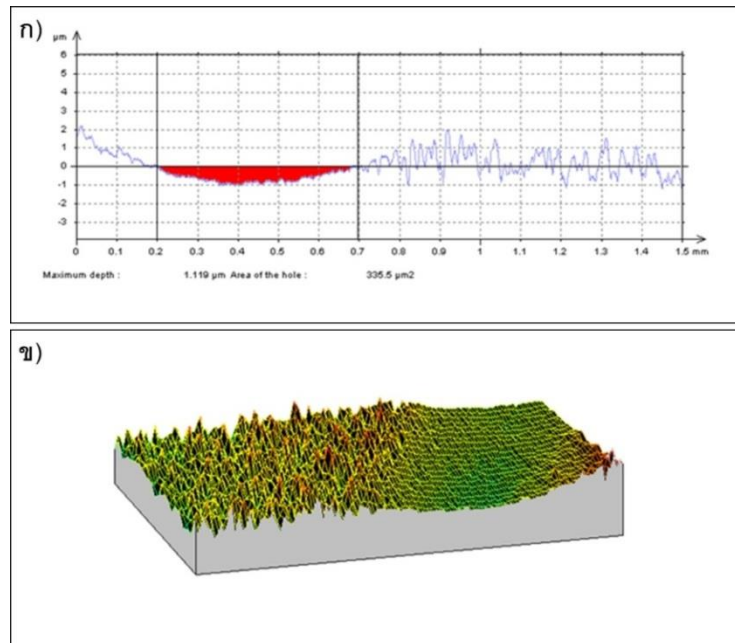 ก)
µm
6
5
4
3
2
1
0
-1
-2
-3
0 0.1 0.2 0.3 0.4 0.5 0.6 0.7 0.8 0.9 1 1.1 1.2 1.3 1.4 1.5 mm
Maximum depth : 1.119 µm Area of the hole : 335.5 µm2
ข)